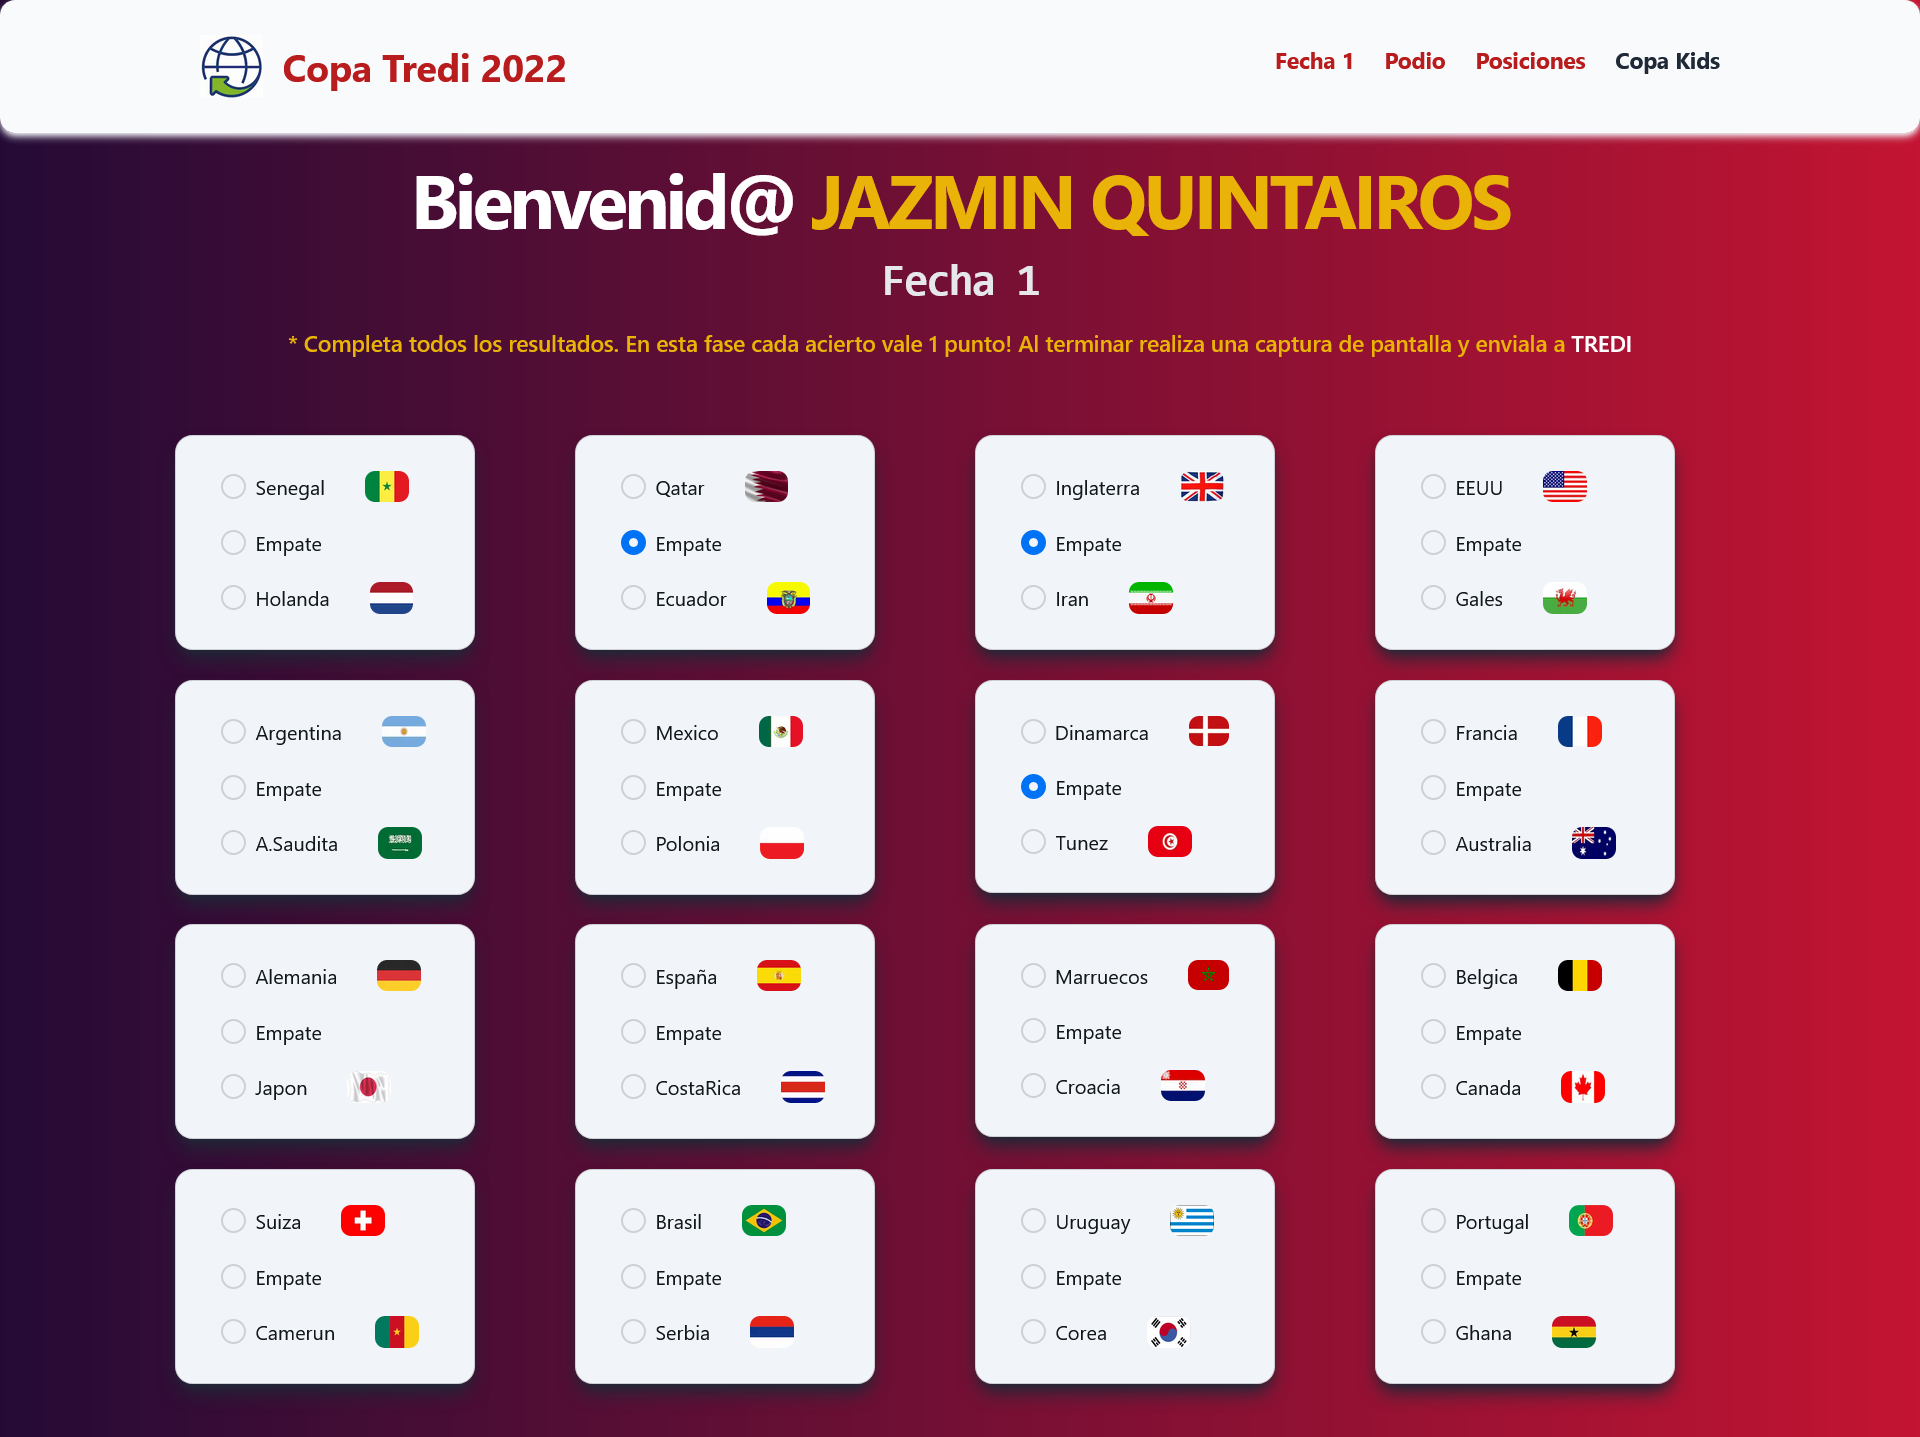 Copa Tredi 2022
Fecha 1 Podio Posiciones Copa Kids
Bienvenid@ JAZMIN QUINTAIROS
Fecha 1
* Completa todos los resultados. En esta fase cada acierto vale 1 punto! Al terminar realiza una captura de pantalla y enviala a TREDI
Senegal
Empate
Holanda
Qatar
Empate
Ecuador
Inglaterra
Empate
Iran
EEUU
Empate
Gales
Argentina
Empate
A.Saudita
Mexico
Empate
Polonia
Dinamarca
Empate
Tunez
Francia
Empate
Australia
Alemania
Empate
Japon
España
Empate
CostaRica
Marruecos
Empate
Croacia
Belgica
Empate
Canada
Suiza
Empate
Camerun
Brasil
Empate
Serbia
Uruguay
Empate
Corea
Portugal
Empate
Ghana